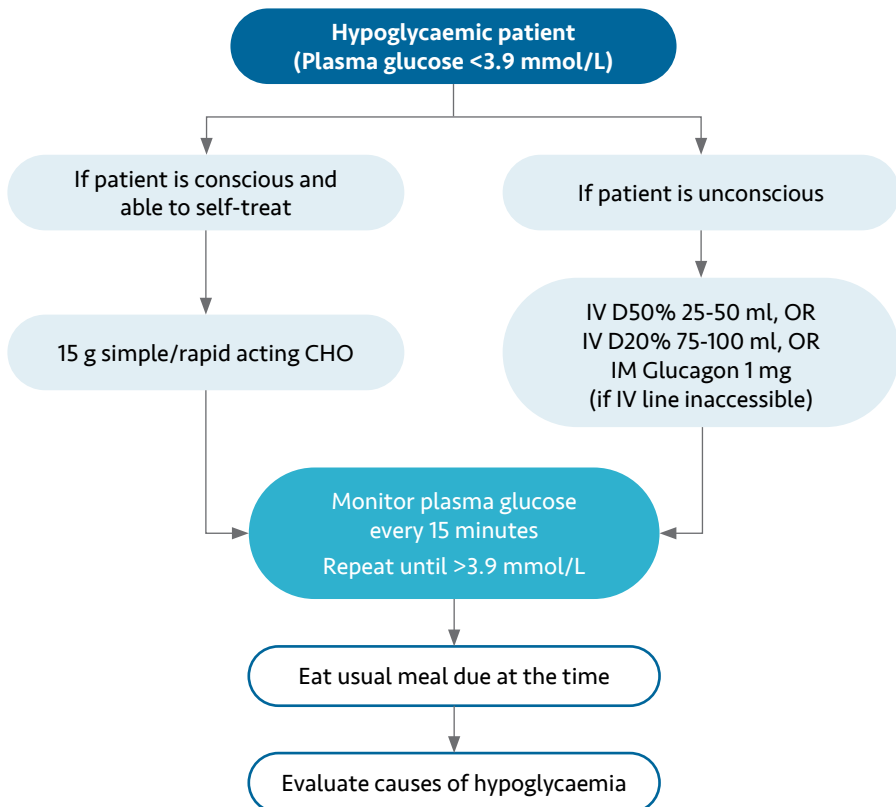 Hypoglycaemic patient
(Plasma glucose <3.9 mmol/L)
If patient is conscious and
able to self-treat
If patient is unconscious
15 g simple/rapid acting CHO
IV D50% 25-50 ml, OR
IV D20% 75-100 ml, OR
IM Glucagon 1 mg
(if IV line inaccessible)
Monitor plasma glucose
every 15 minutes
Repeat until >3.9 mmol/L
Eat usual meal due at the time
Evaluate causes of hypoglycaemia